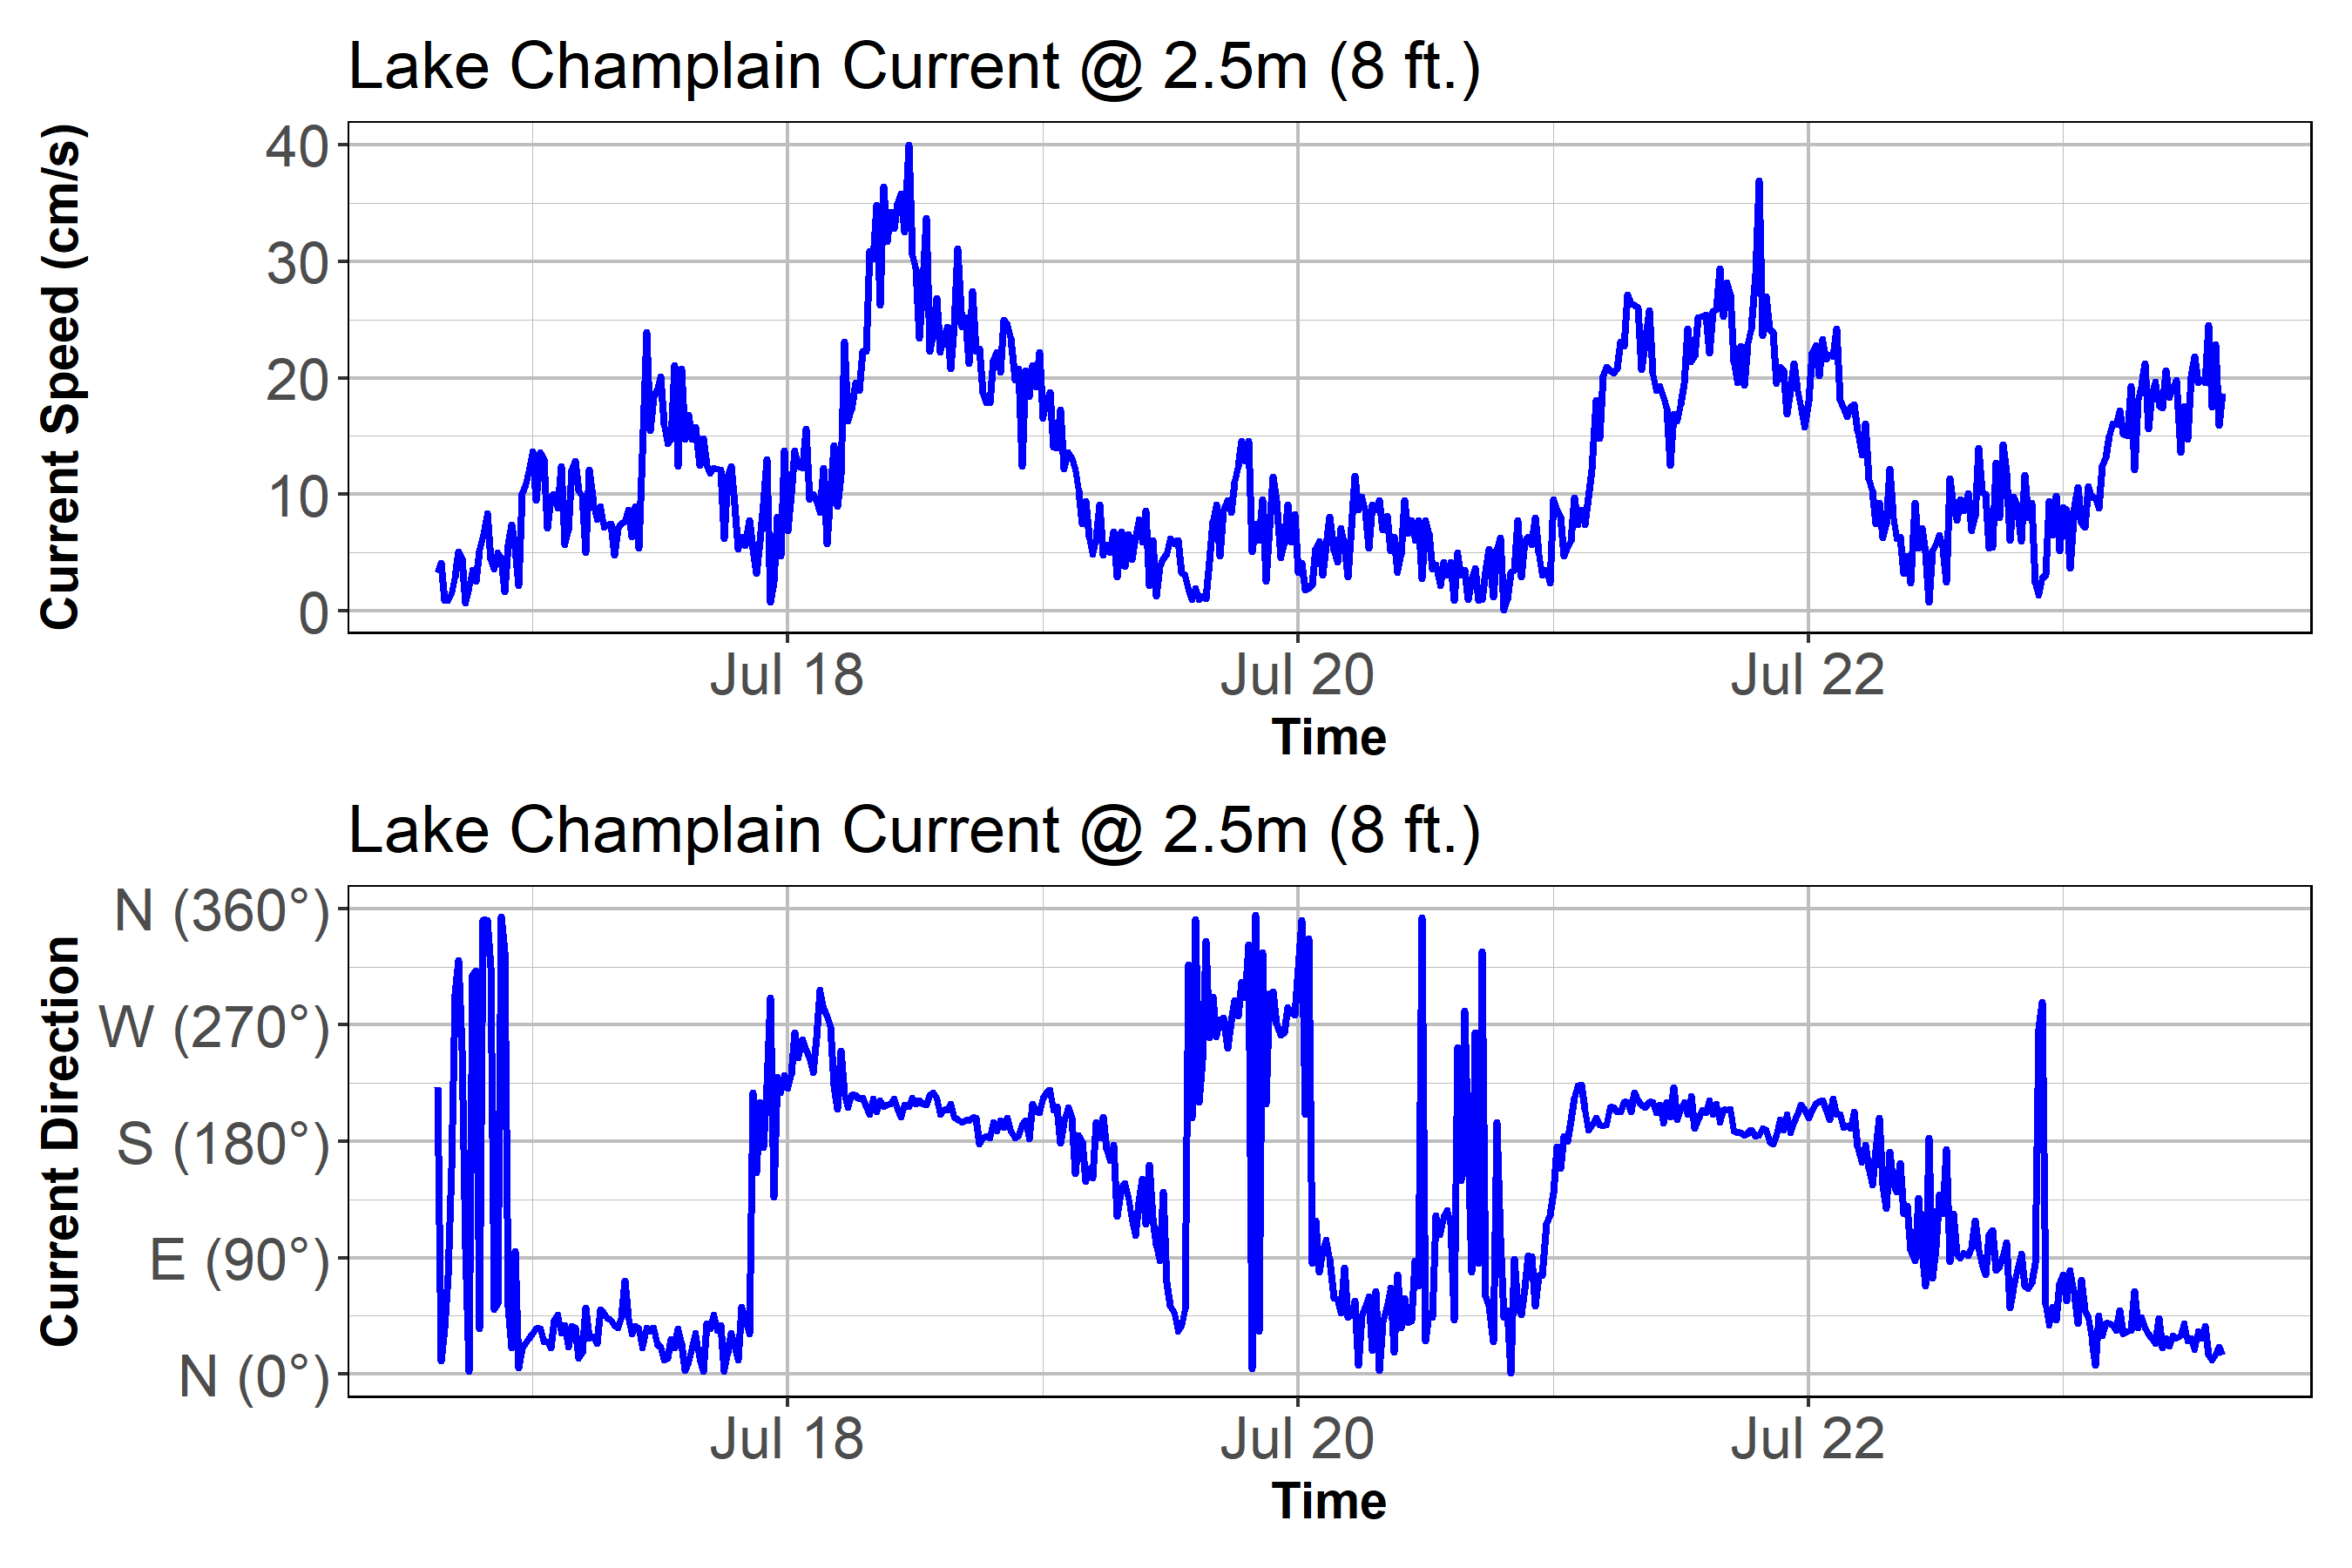 Lake Champlain Current @ 2.5m (8 ft.)
Current Speed (cm/s)
40
30
20
10
0
Jul 18 Jul 20 Jul 22
Time
Lake Champlain Current @ 2.5m (8 ft.)
Current Direction
N (360°)
W (270°)
S (180°)
E (90°)
N (0°)
Jul 18 Jul 20 Jul 22
Time